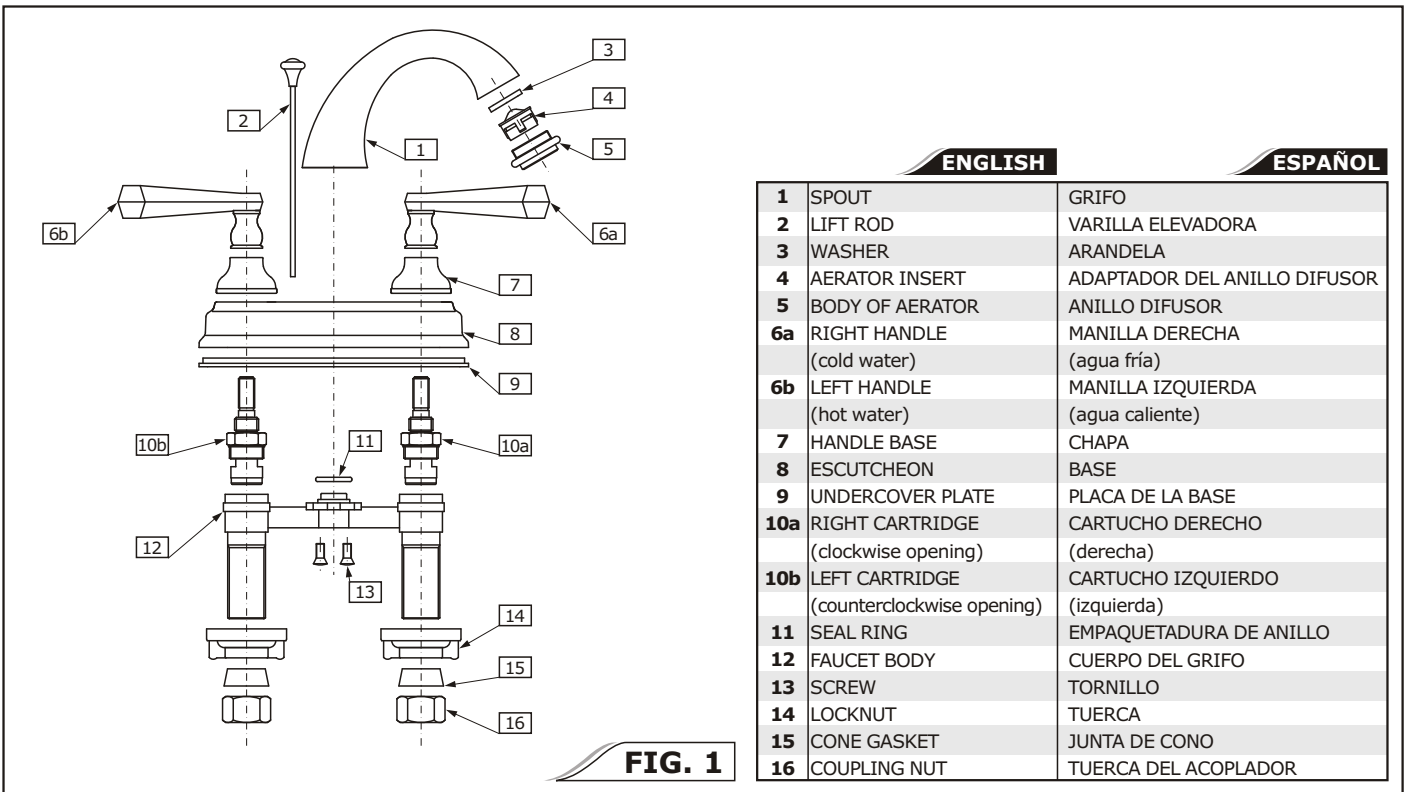 3
4
2
1
5
6b
6a
7
8
9
10b
11
10a
12
13
14
15
16
FIG. 1
ENGLISH ESPAÑOL
1 SPOUT GRIFO
2 LIFT ROD VARILLA ELEVADORA
3 WASHER ARANDELA
4 AERATOR INSERT ADAPTADOR DEL ANILLO DIFUSOR
5 BODY OF AERATOR ANILLO DIFUSOR
6a RIGHT HANDLE MANILLA DERECHA
(cold water) (agua fría)
6b LEFT HANDLE MANILLA IZQUIERDA
(hot water) (agua caliente)
7 HANDLE BASE CHAPA
8 ESCUTCHEON BASE
9 UNDERCOVER PLATE PLACA DE LA BASE
10a RIGHT CARTRIDGE CARTUCHO DERECHO
(clockwise opening) (derecha)
10b LEFT CARTRIDGE CARTUCHO IZQUIERDO
(counterclockwise opening) (izquierda)
11 SEAL RING EMPAQUETADURA DE ANILLO
12 FAUCET BODY CUERPO DEL GRIFO
13 SCREW TORNILLO
14 LOCKNUT TUERCA
15 CONE GASKET JUNTA DE CONO
16 COUPLING NUT TUERCA DEL ACOPLADOR